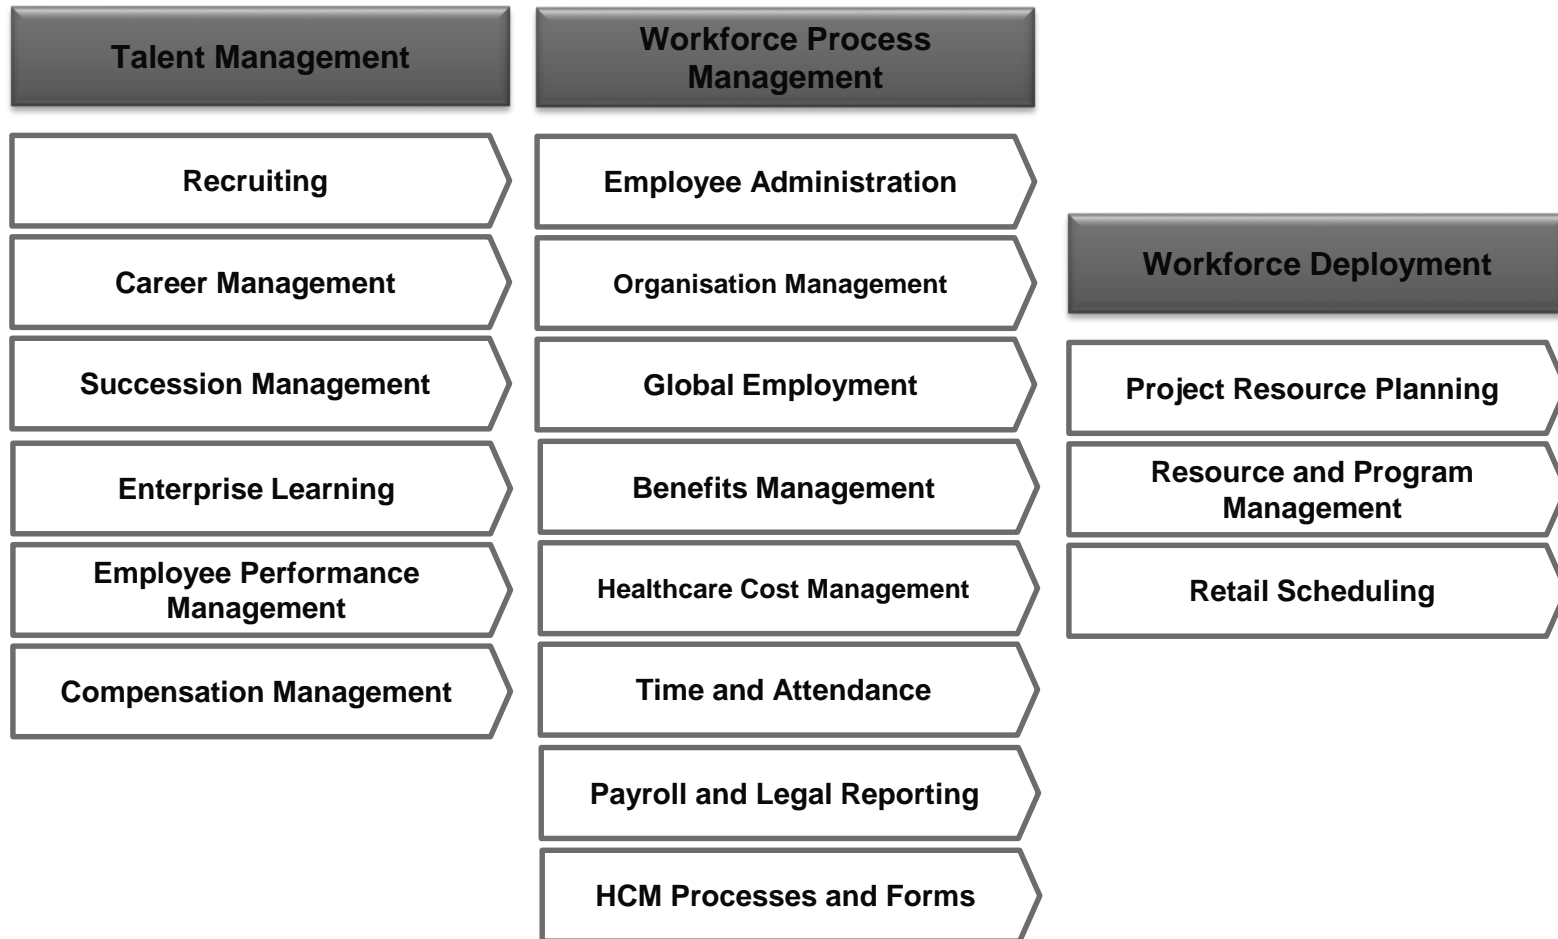 Talent Management
Recruiting
Career Management
Succession Management
Enterprise Learning
Employee Performance
Management
Compensation Management
Workforce Process
Management
Employee Administration
Organisation Management
Global Employment
Benefits Management
Healthcare Cost Management
Time and Attendance
Payroll and Legal Reporting
HCM Processes and Forms
Workforce Deployment
Project Resource Planning
Resource and Program
Management
Retail Scheduling